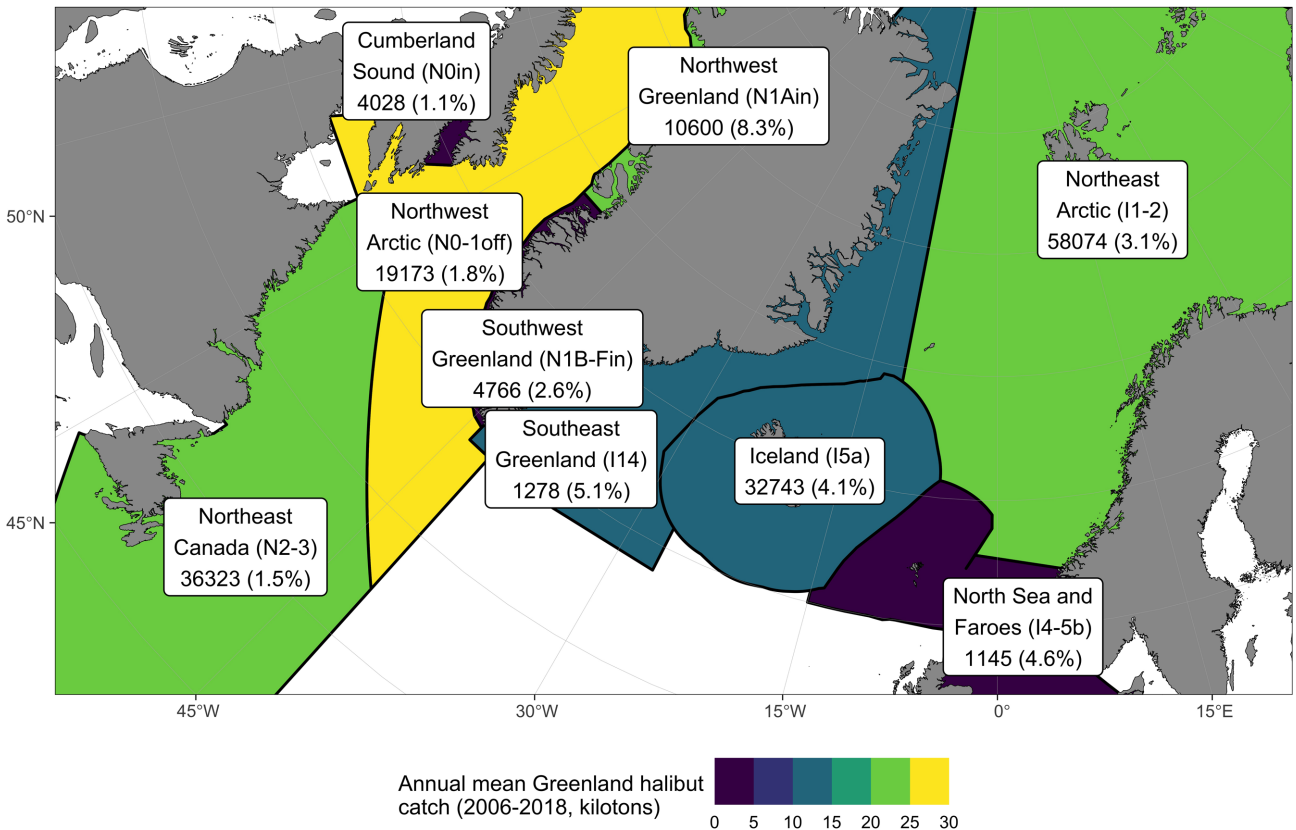 Cumberland
Sound (N0in)
4028 (1.1%)
Northwest
Greenland (N1Ain)
10600 (8.3%)
Northeast
Arctic (I1-2)
58074 (3.1%)
Northwest
Arctic (N0-1off)
19173 (1.8%)
Southwest
Greenland (N1B-Fin)
4766 (2.6%)
Southeast
Greenland (I14)
1278 (5.1%)
Iceland (I5a)
32743 (4.1%)
Northeast
Canada (N2-3)
36323 (1.5%)
North Sea and
Faroes (I4-5b)
1145 (4.6%)
50°N
45°N
45°W 30°W 15°W 0° 15°E
Annual mean Greenland halibut
catch (2006-2018, kilotons)
0 5 10 15 20 25 30